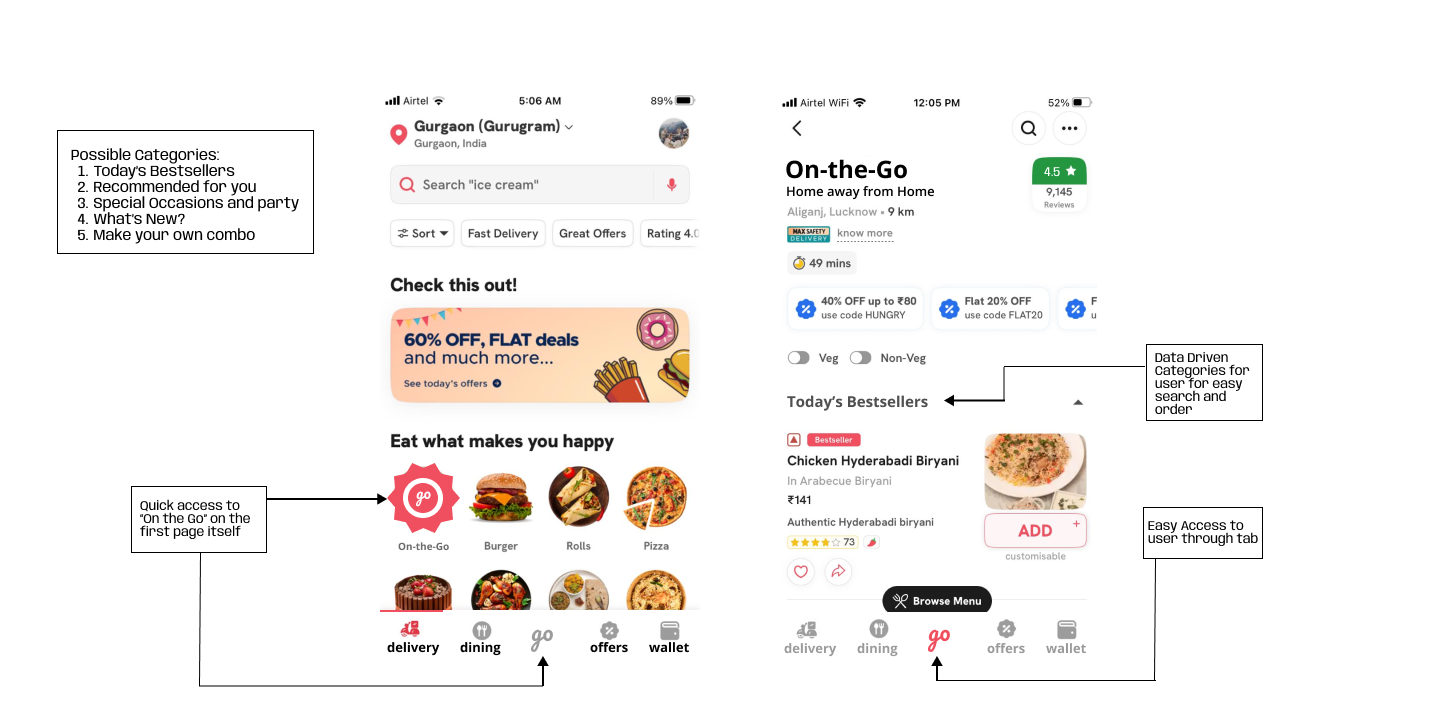 Possible Categories:
1. Today's Bestsellers
2. Recommended for you
3. Special Occasions and party
4. What's New?
5. Make your own combo
Quick access to
"On the Go" on the
first page itself
Airtel
5:06 AM
89%
Gurgaon (Gurugram)
Gurgaon, India
Search "ice cream"
Sort
Fast Delivery
Great Offers
Rating 4.0
Check this out!
60% OFF, FLAT deals
and much more...
See today's offers
Eat what makes you happy
go
On-the-Go
Burger
Rolls
Pizza
delivery
dining
go
offers
wallet
Airtel WiFi
12:05 PM
52%
On-the-Go
Home away from Home
4.5
9,145
Reviews
Aliganj, Lucknow • 9 km
MAX SAFETY
DELIVERY
know more
49 mins
40% OFF up to ₹80
use code HUNGRY
Flat 20% OFF
use code FLAT20
F
u
Veg
Non-Veg
Today's Bestsellers
Bestseller
Chicken Hyderabadi Biryani
In Arabecue Biryani
₹141
Authentic Hyderabadi biryani
73
ADD +
customisable
Browse Menu
delivery
dining
go
offers
wallet
Data Driven
Categories for
user for easy
search and
order
Easy Access to
user through tab